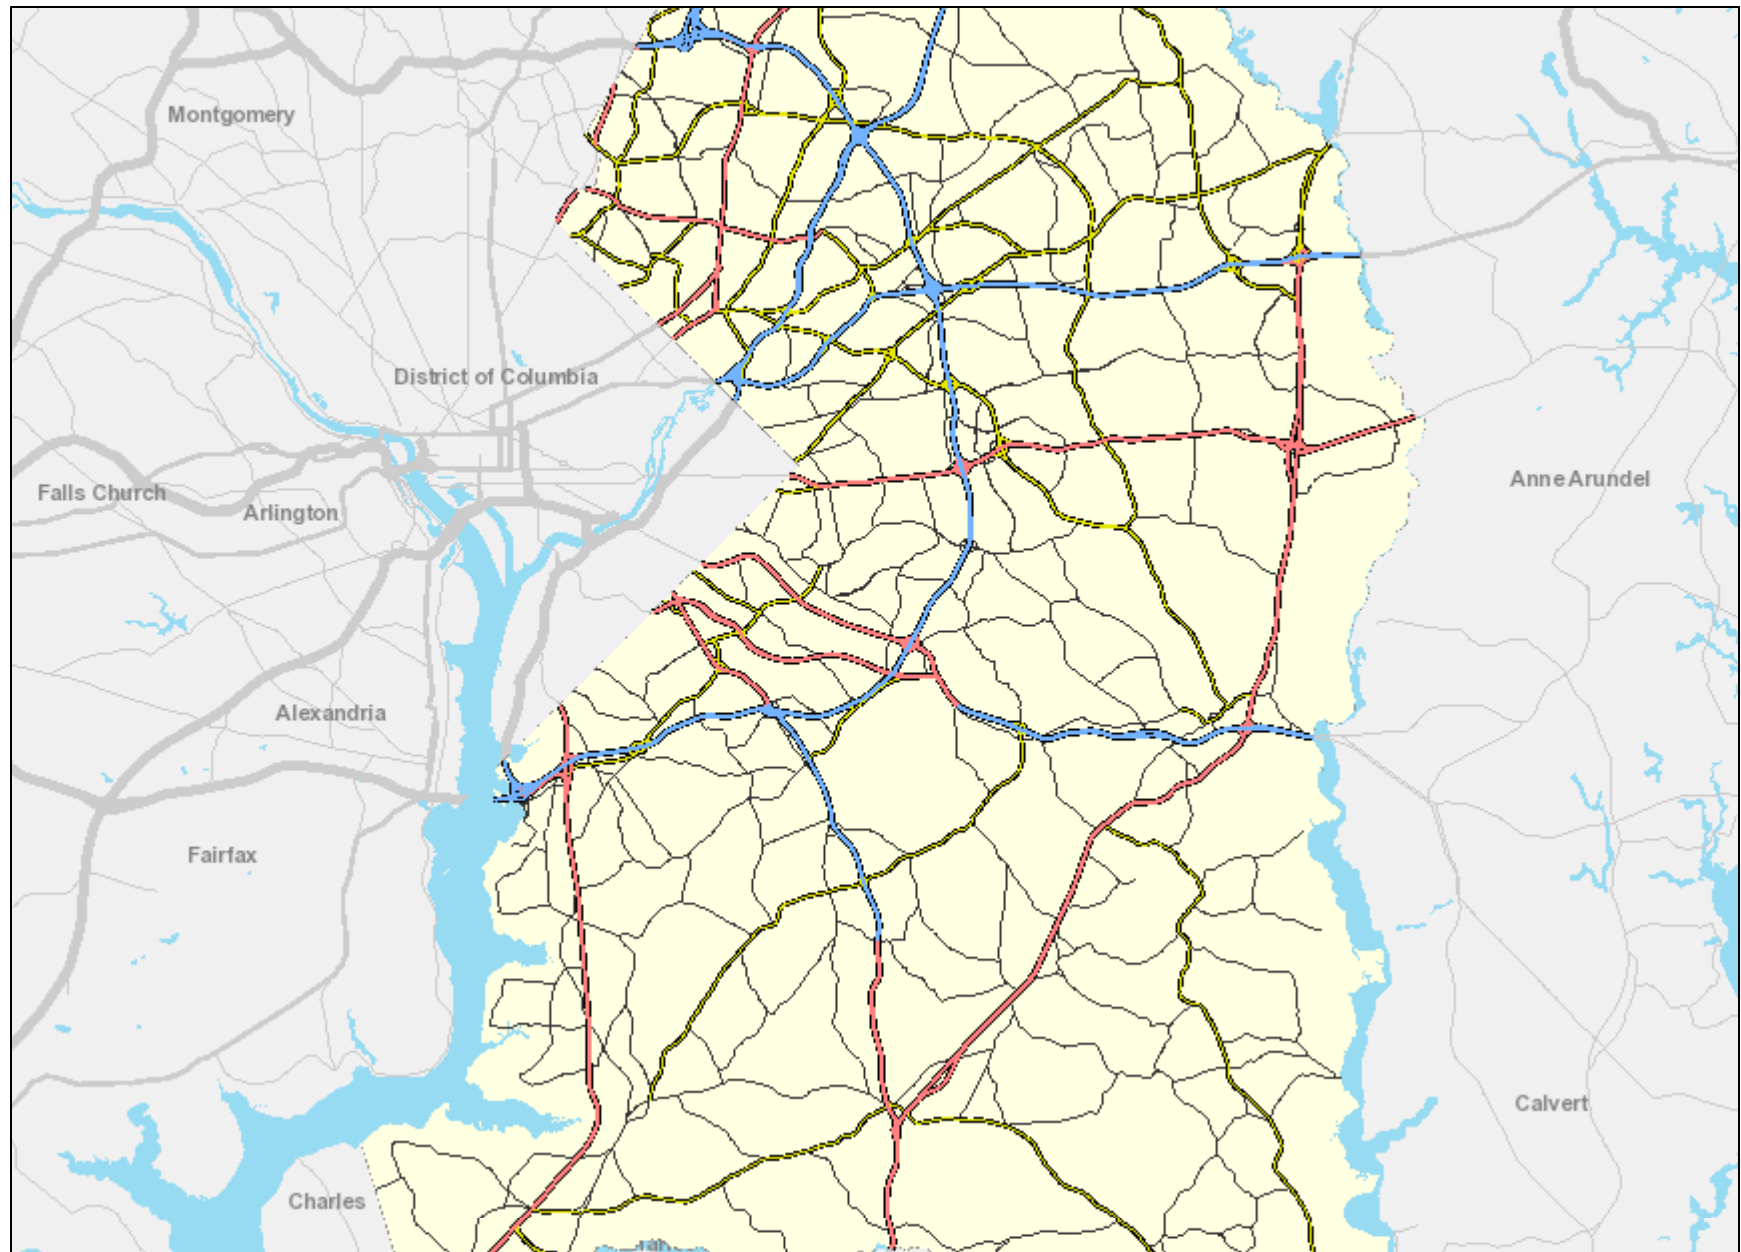 Montgomery
District of Columbia
Falls Church
Arlington
Anne Arundel
Alexandria
Fairfax
Calvert
Charles